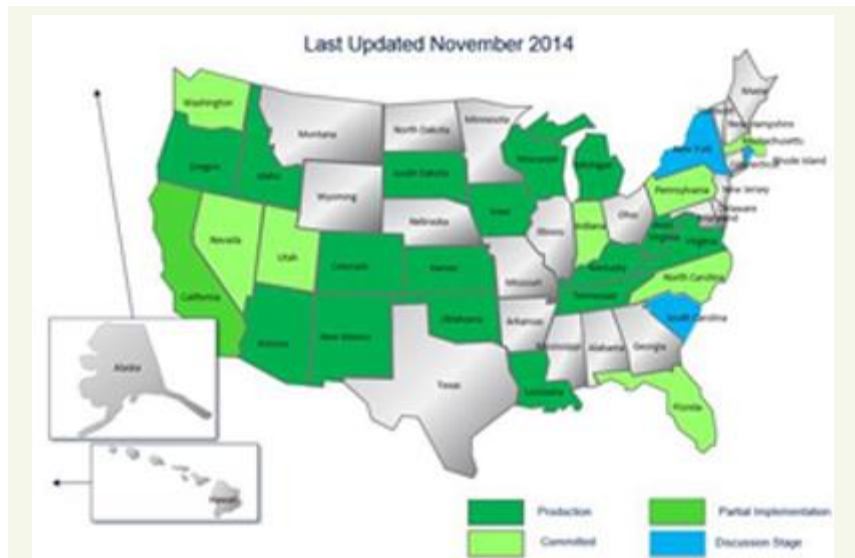 Last Updated November 2014
Washington
Montana
North Dakota
Minnesota
Maine
New Hampshire
Massachusetts
Rhode Island
Connecticut
New York
Oregon
Idaho
South Dakota
Wisconsin
Michigan
Wyoming
Pennsylvania
New Jersey
Nebraska
Iowa
Ohio
Delaware
Nevada
Utah
Illinois
Indiana
Virginia
Colorado
Kansas
Missouri
Kentucky
California
North Carolina
Tennessee
Arizona
New Mexico
Oklahoma
Arkansas
South Carolina
Mississippi
Alabama
Georgia
Texas
Louisiana
Florida
Alaska
Hawaii
Production
Partial Implementation
Committed
Discussion Stage